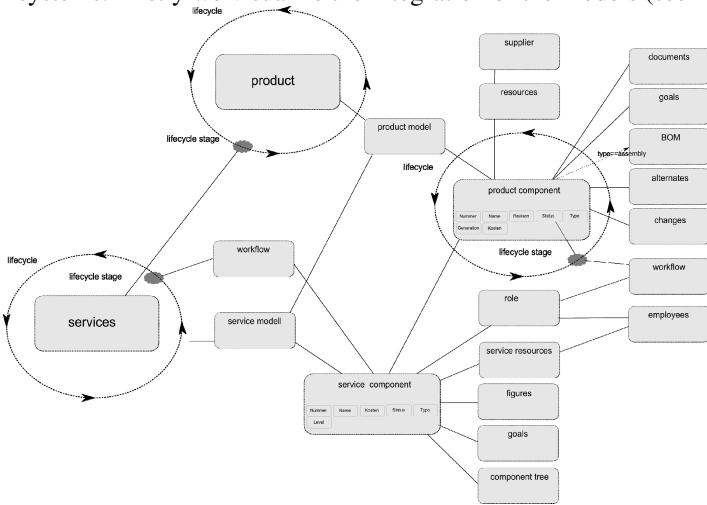 lifecycle
product
lifecycle stage
supplier
resources
product model
lifecycle
documents
goals
BOM
type==assembly
alternates
changes
product component
Nummer Name Revison Status Type
Generation Kosten
lifecycle stage
workflow
lifecycle
lifecycle stage
services
workflow
service modell
role
employees
service resources
service component
Nummer Name Kosten Status Type
Level
figures
goals
component tree